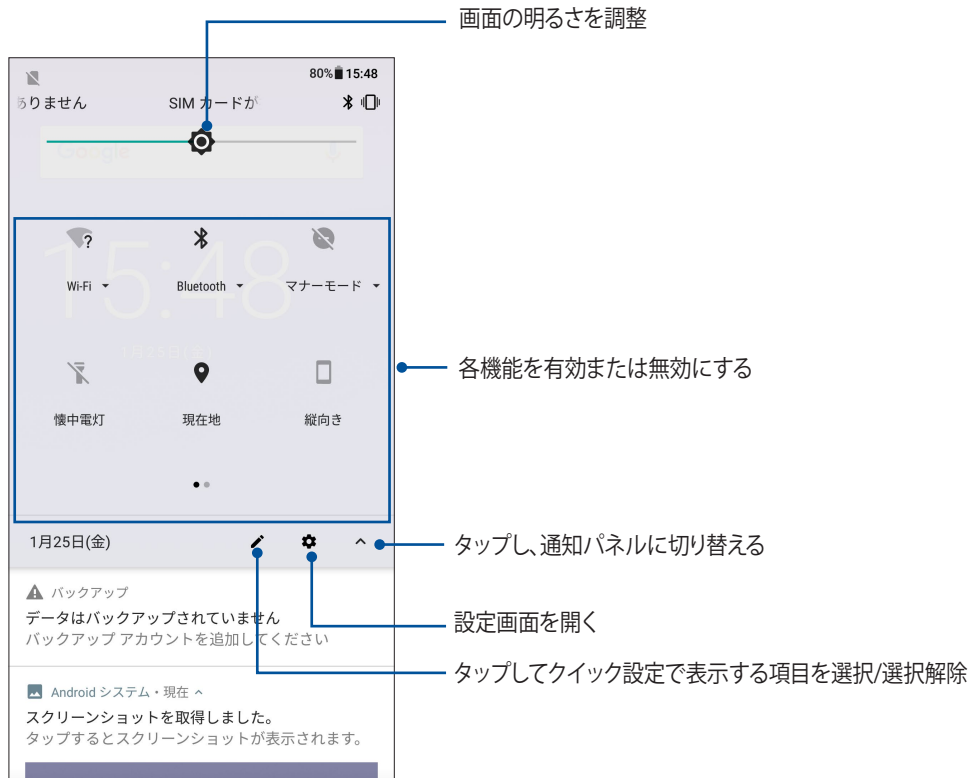 画面の明るさを調整
80% 15:48
ありません SIM カードが
Google
15:48
Wi-Fi Bluetooth マナーモード
1月25日(金)
各機能を有効または無効にする
懐中電灯 現在地 縦向き
1月25日(金)
タップし、通知パネルに切り替える
バックアップ
データはバックアップされていません
バックアップ アカウントを追加してください
設定画面を開く
タップしてクイック設定で表示する項目を選択/選択解除
Android システム・現在
スクリーンショットを取得しました。
タップするとスクリーンショットが表示されます。